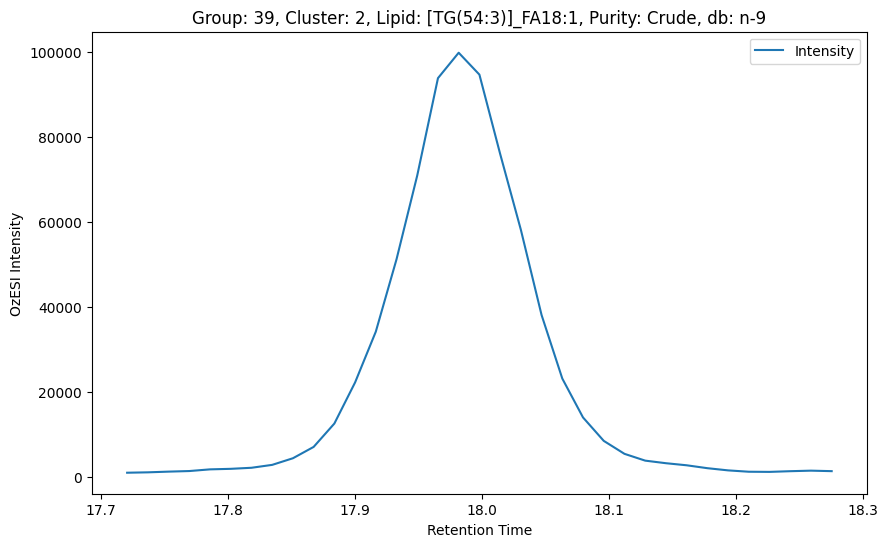 Group: 39, Cluster: 2, Lipid: [TG(54:3)]_FA18:1, Purity: Crude, db: n-9
Intensity
100000
80000
60000
40000
20000
0
OzESI Intensity
17.7 17.8 17.9 18.0 18.1 18.2 18.3
Retention Time